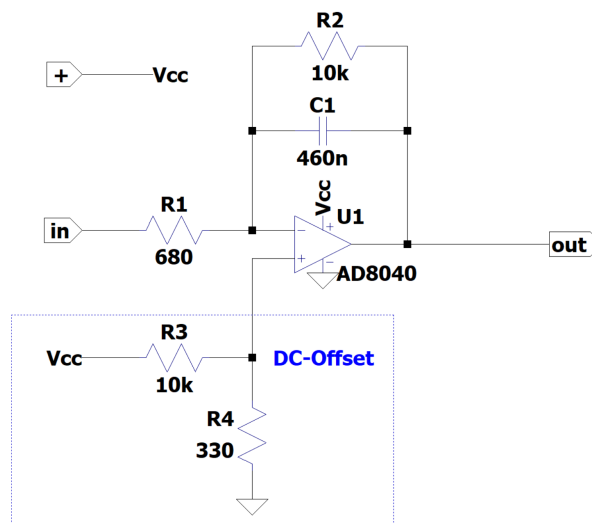 R2
10k
+
Vcc
C1
460n
Vcc
R1
U1
in
680
−
+
+
−
out
AD8040
R3
Vcc
DC-Offset
10k
R4
330